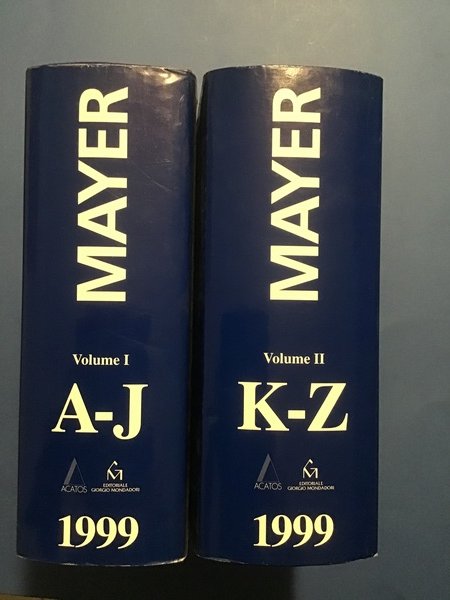 MAYER
Volume I
A-J
ACATOS
EDITORIALE
GIORGIO MONDADORI
1999
MAYER
Volume II
K-Z
ACATOS
EDITORIALE
GIORGIO MONDADORI
1999